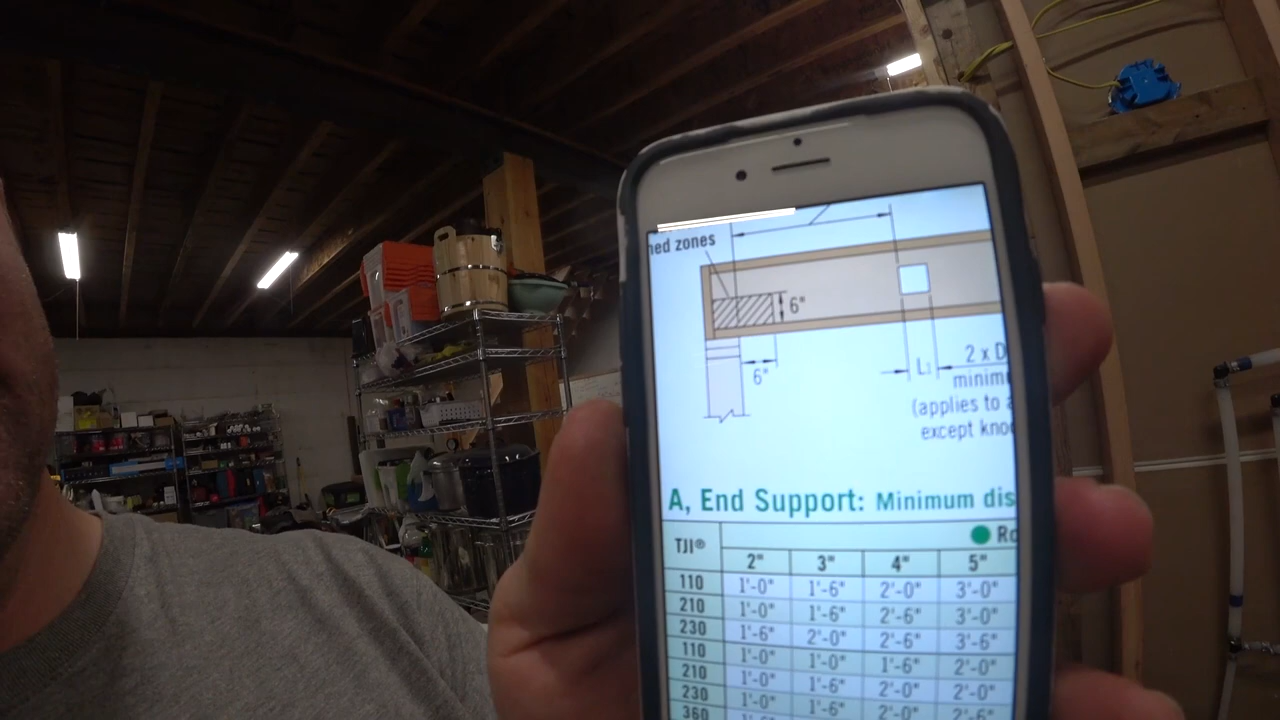 ned zones
6"
6"
L₁
2 x D
minim
(applies to a
except kno
A, End Support: Minimum dis
TJI® Ro
2" 3" 4" 5"
110 1'-0" 1'-6" 2'-0" 3'-0"
210 1'-0" 1'-6" 2'-6" 3'-0"
230 1'-6" 2'-0" 2'-6" 3'-6"
110 1'-0" 1'-0" 1'-6" 2'-0"
210 1'-0" 1'-6" 2'-0" 2'-0"
230 1'-0" 1'-6" 2'-0" 2'-6"
360